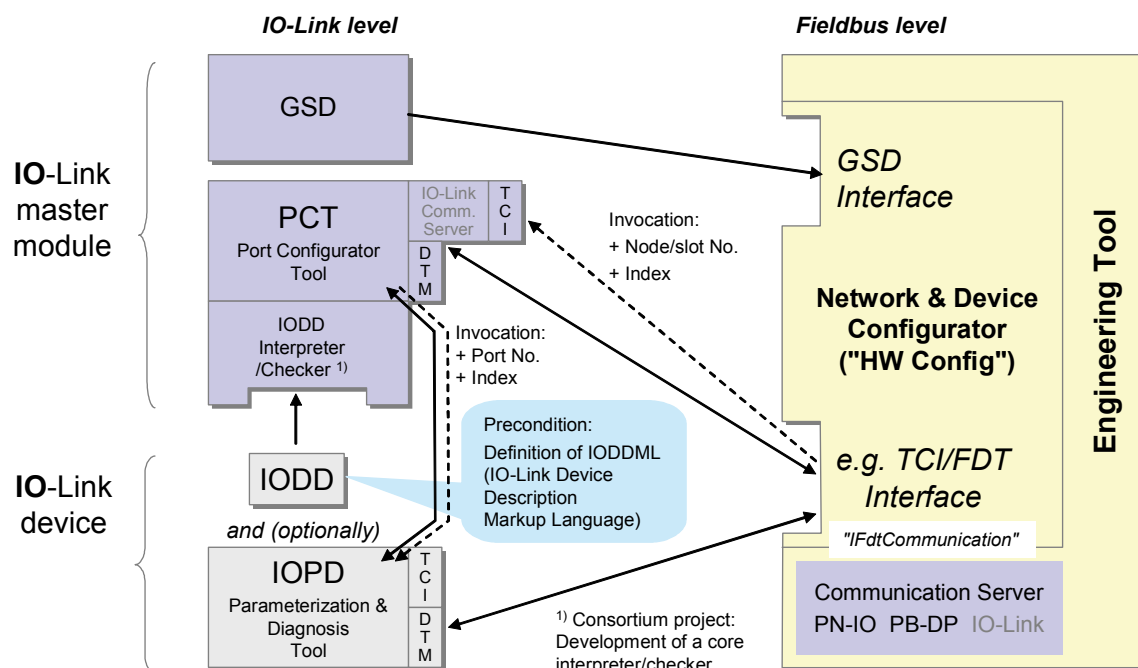 IO-Link level
Fieldbus level
GSD
IO-Link
master
module
PCT
Port Configurator
Tool
IO-Link
Comm.
Server
T
C
I
D
T
M
IODD
Interpreter
/Checker 1)
GSD
Interface
Invocation:
+ Node/slot No.
+ Index
Network & Device
Configurator
("HW Config")
Engineering Tool
Invocation:
+ Port No.
+ Index
Precondition:
Definition of IODDML
(IO-Link Device
Description
Markup Language)
IO-Link
device
IODD
and (optionally)
IOPD
Parameterization &
Diagnosis
Tool
T
C
I
D
T
M
e.g. TCI/FDT
Interface
"IFdtCommunication"
Communication Server
PN-IO PB-DP IO-Link
1) Consortium project:
Development of a core
interpreter/checker